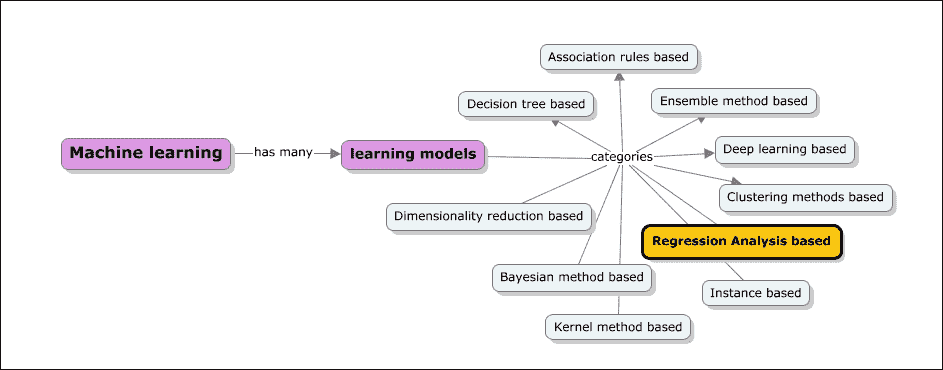 Association rules based
Decision tree based
Ensemble method based
Machine learning
has many
learning models
categories
Deep learning based
Clustering methods based
Dimensionality reduction based
Regression Analysis based
Bayesian method based
Instance based
Kernel method based